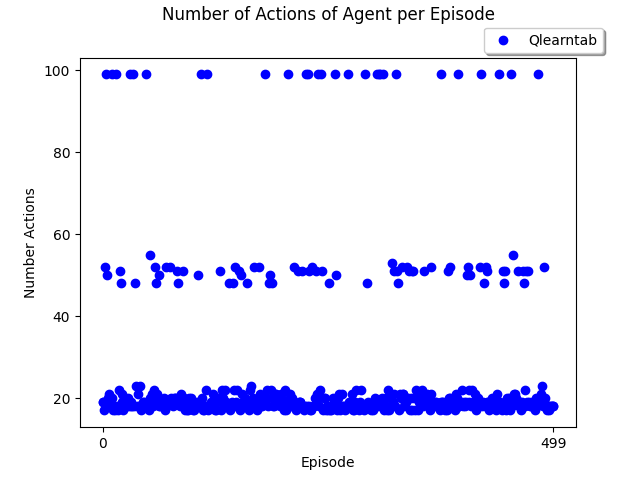 Number of Actions of Agent per Episode
Qlearntab
100
80
60
40
20
Number Actions
0
499
Episode